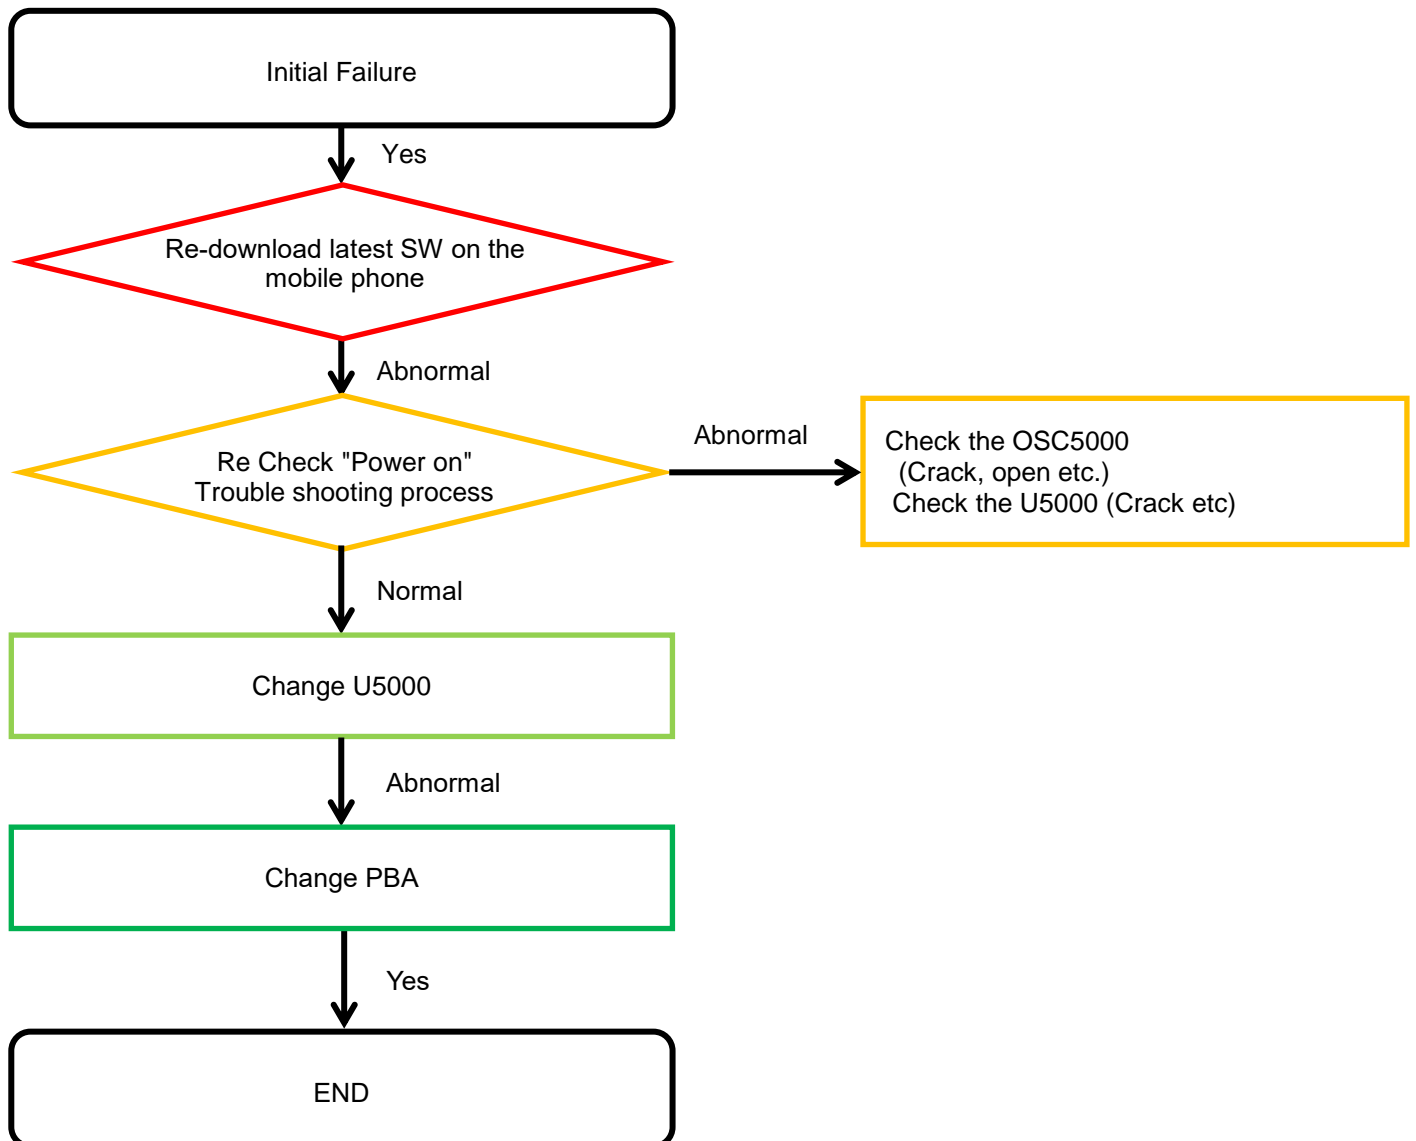 Initial Failure
Yes
Re-download latest SW on the
mobile phone
Abnormal
Re Check "Power on"
Trouble shooting process
Abnormal
Check the OSC5000
(Crack, open etc.)
Check the U5000 (Crack etc)
Normal
Change U5000
Abnormal
Change PBA
Yes
END